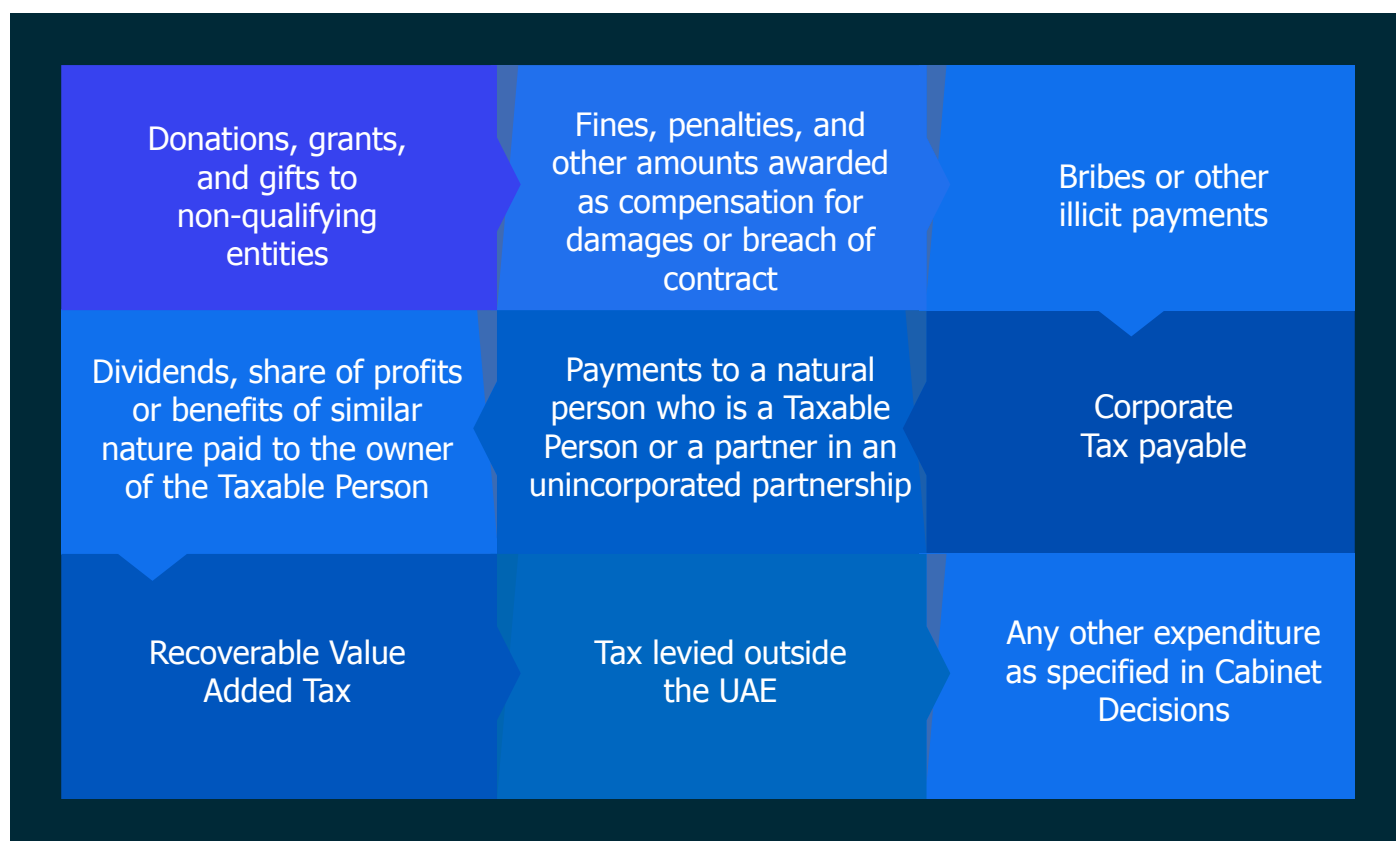 Donations, grants,
and gifts to
non-qualifying
entities
Fines, penalties, and
other amounts awarded
as compensation for
damages or breach of
contract
Bribes or other
illicit payments
Dividends, share of profits
or benefits of similar
nature paid to the owner
of the Taxable Person
Payments to a natural
person who is a Taxable
Person or a partner in an
unincorporated partnership
Corporate
Tax payable
Recoverable Value
Added Tax
Tax levied outside
the UAE
Any other expenditure
as specified in Cabinet
Decisions